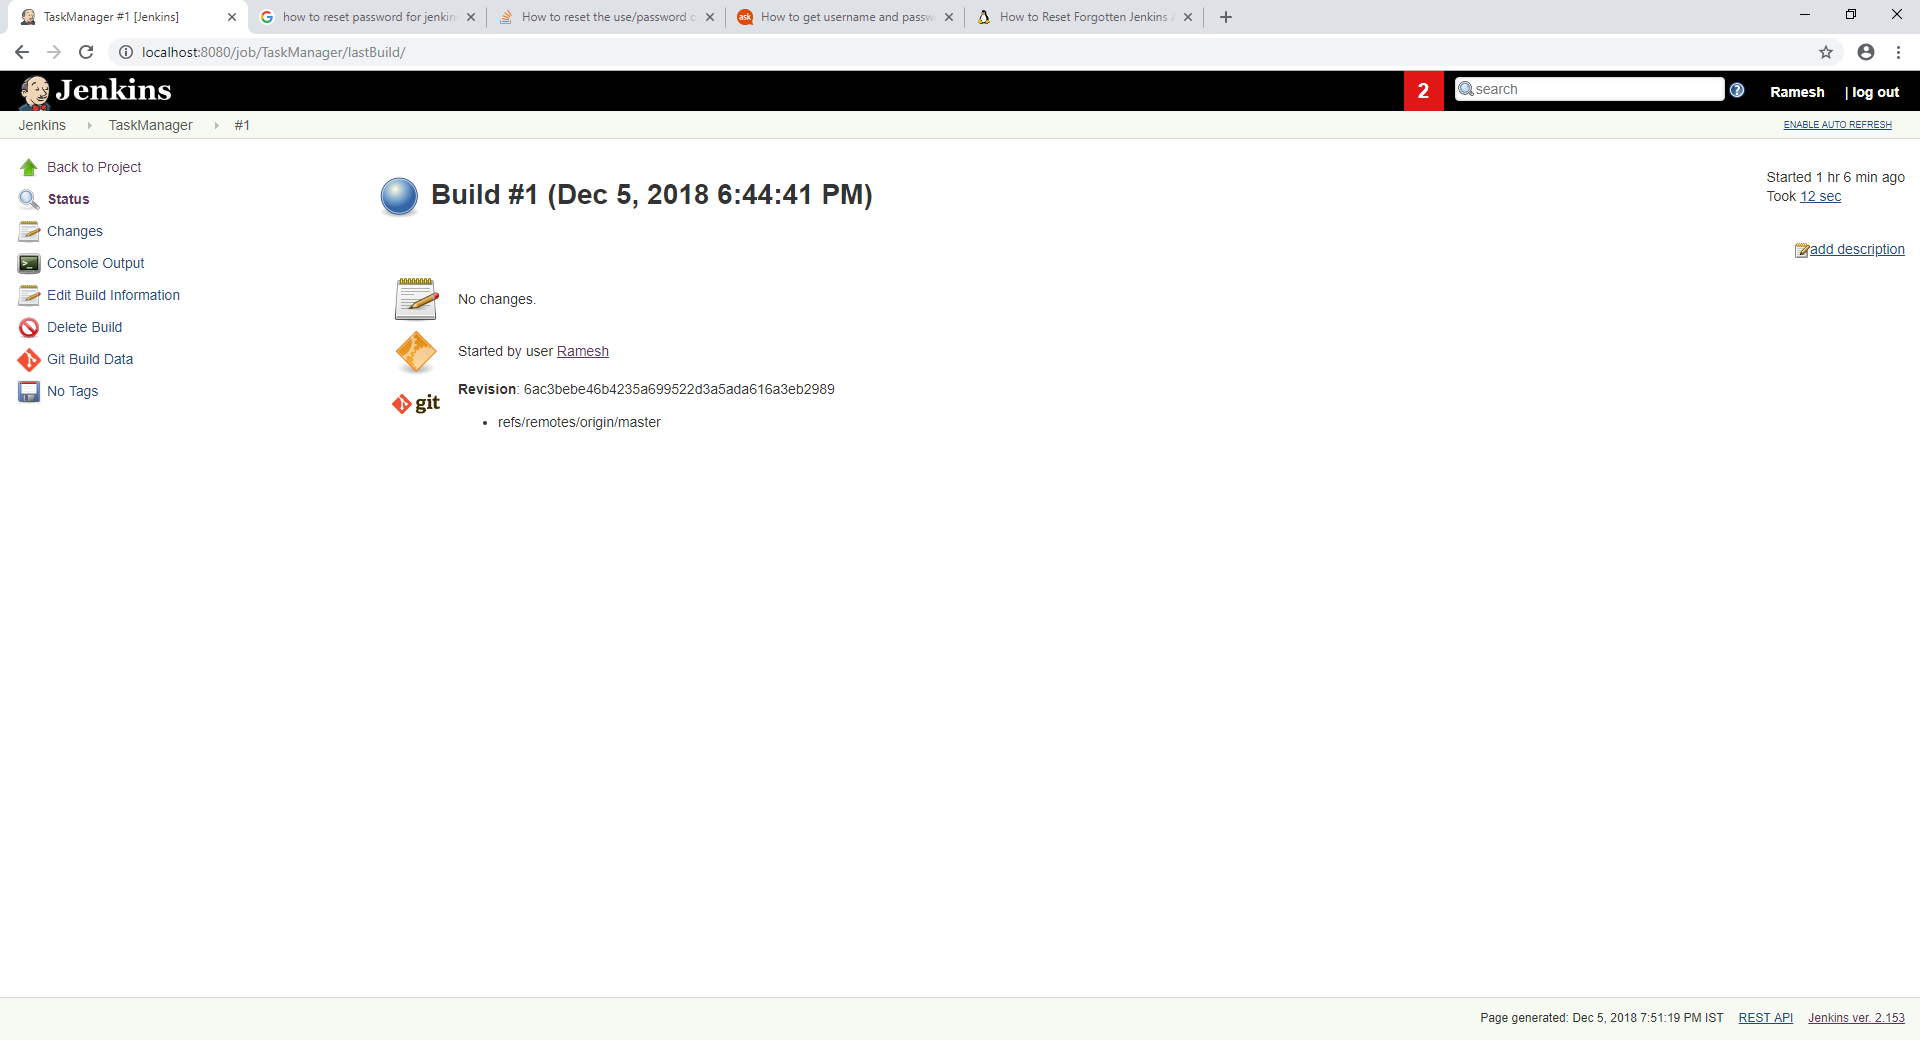 TaskManager #1 [Jenkins]
how to reset password for jenkin
How to reset the use/password
How to get username and passw
How to Reset Forgotten Jenkins
localhost:8080/job/TaskManager/lastBuild/
Jenkins
2
search
Ramesh
| log out
Jenkins
TaskManager
#1
ENABLE AUTO REFRESH
Back to Project
Status
Changes
Console Output
Edit Build Information
Delete Build
Git Build Data
No Tags
Build #1 (Dec 5, 2018 6:44:41 PM)
Started 1 hr 6 min ago
Took 12 sec
add description
No changes.
Started by user Ramesh
git
Revision: 6ac3bebe46b4235a699522d3a5ada616a3eb2989
• refs/remotes/origin/master
Page generated: Dec 5, 2018 7:51:19 PM IST
REST API
Jenkins ver. 2.153